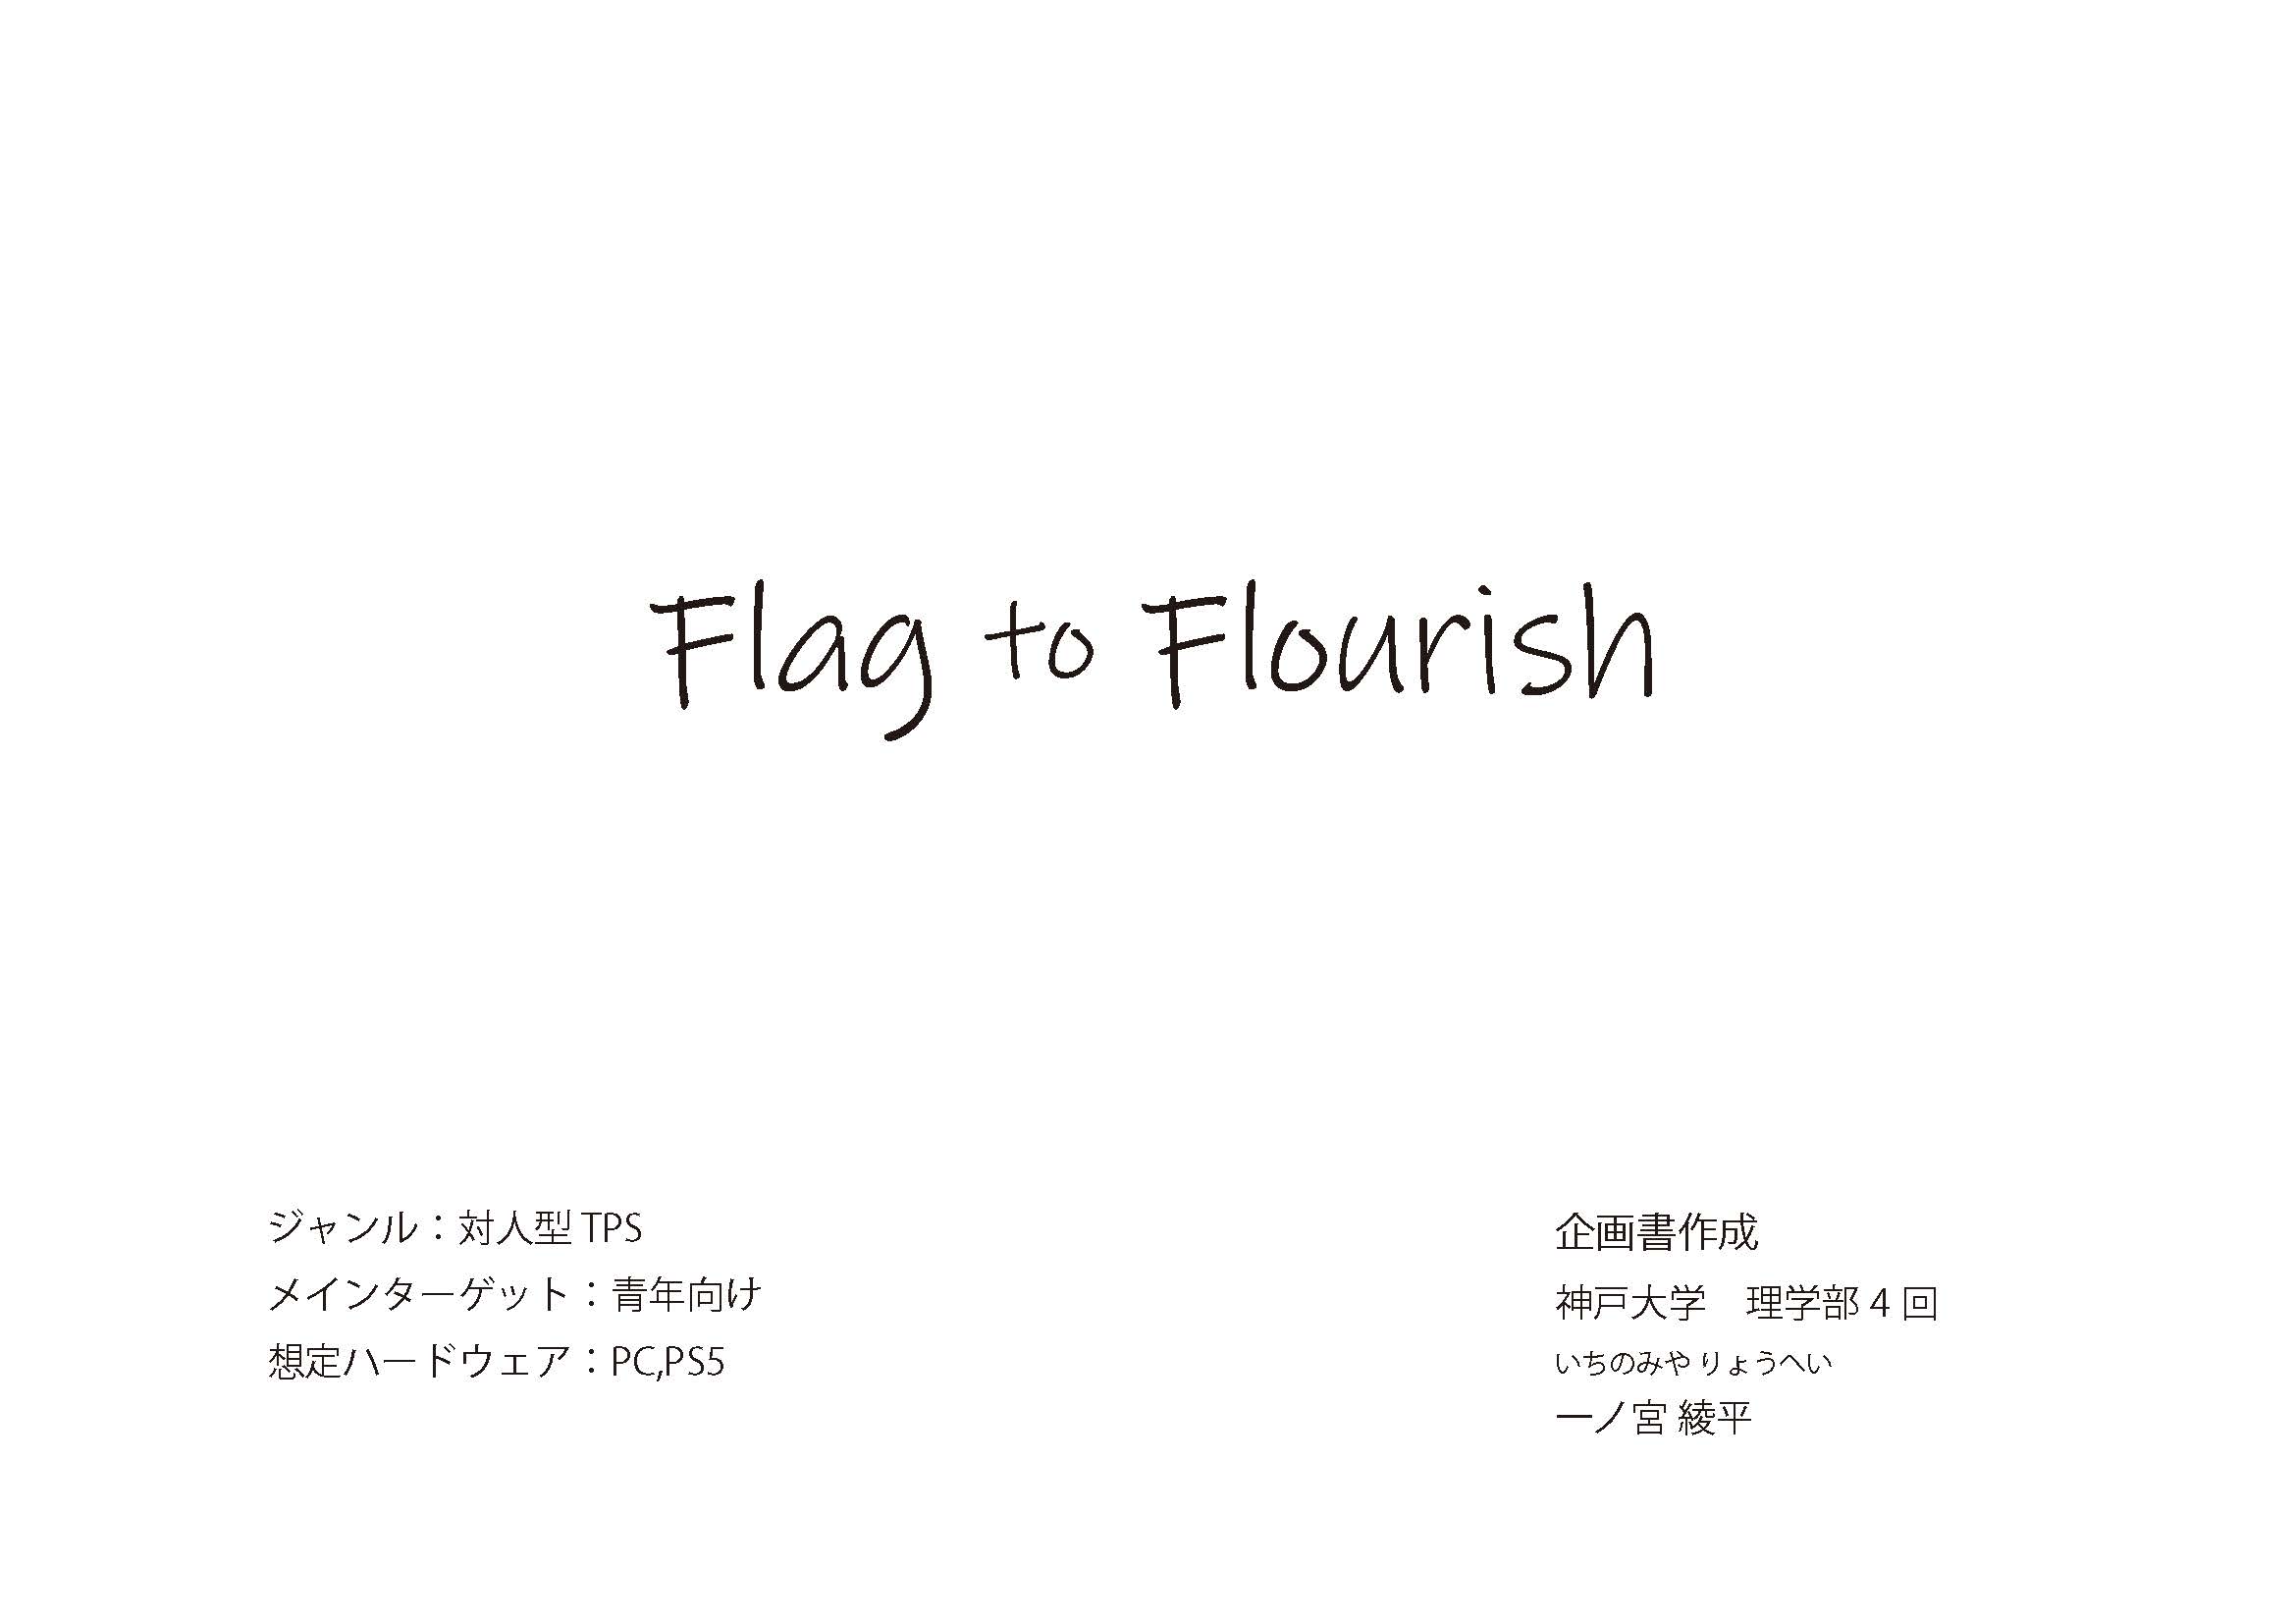 Flag to Flourish
ジャンル：対人型 TPS
メインターゲット：青年向け
想定ハードウェア：PC,PS5
企画書作成
神戸大学　理学部 4 回
いちのみや りょうへい
一ノ宮 綾平